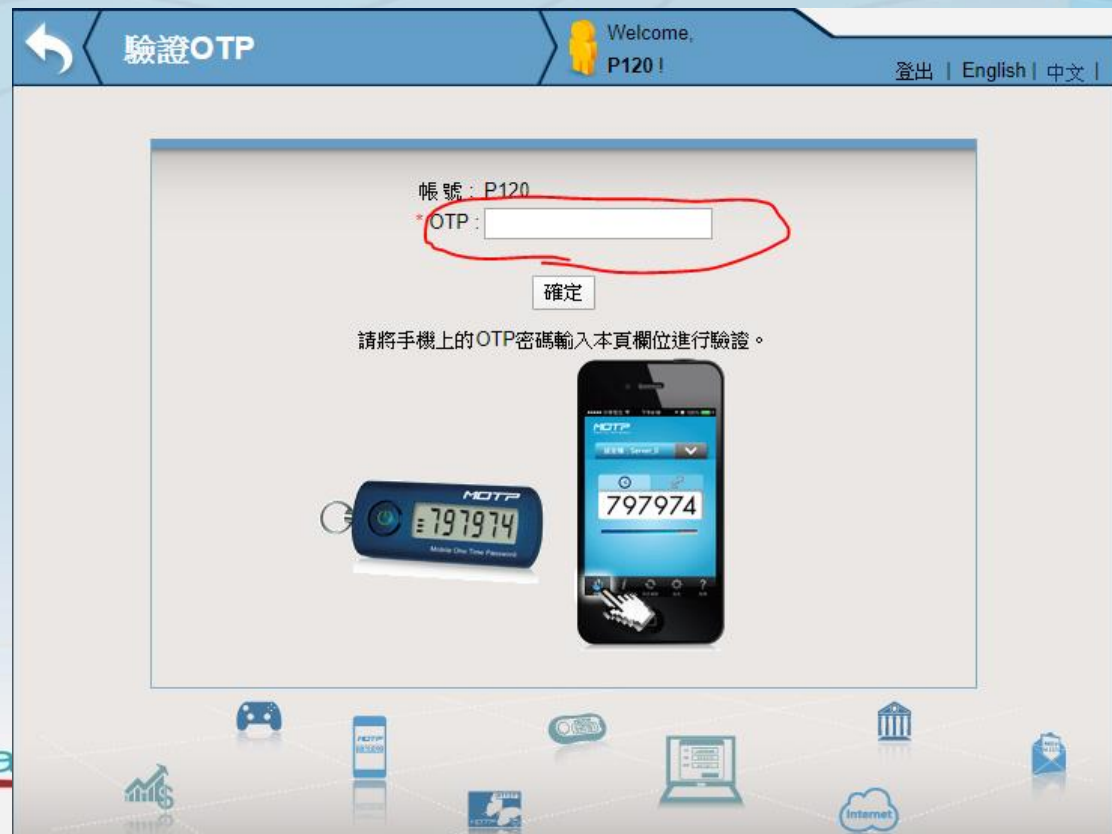 驗證OTP
Welcome,
P120 !
登出 | English | 中文 |
帳號 : P120
* OTP :
確定
請將手機上的OTP密碼輸入本頁欄位進行驗證。
MOTP
Server_0
797974
MOTP
797974
Mobile One Time Password
MOTP
Internet